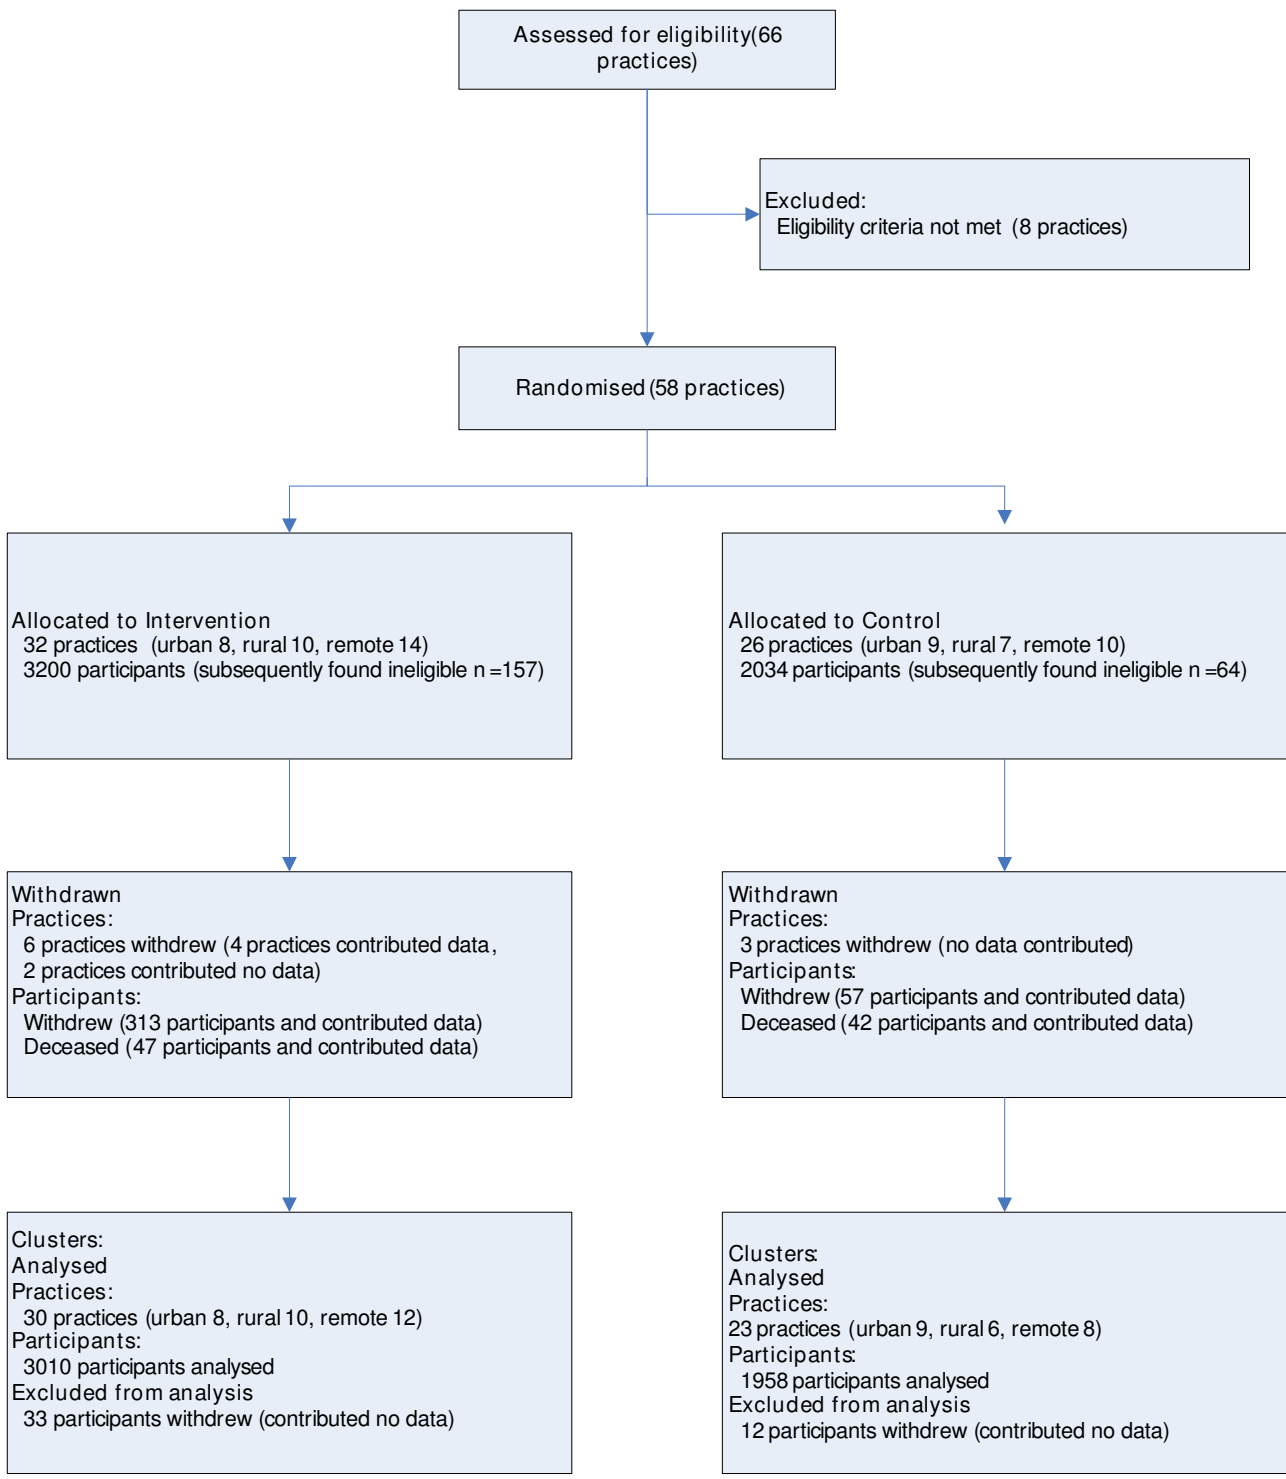 Assessed for eligibility(66
practices)
Excluded:
Eligibility criteria not met (8 practices)
Randomised (58 practices)
Allocated to Intervention
32 practices (urban 8, rural 10, remote 14)
3200 participants (subsequently found ineligible n =157)
Allocated to Control
26 practices (urban 9, rural 7, remote 10)
2034 participants (subsequently found ineligible n =64)
Withdrawn
Practices:
6 practices withdrew (4 practices contributed data,
2 practices contributed no data)
Participants:
Withdrew (313 participants and contributed data)
Deceased (47 participants and contributed data)
Withdrawn
Practices:
3 practices withdrew (no data contributed)
Participants:
Withdrew (57 participants and contributed data)
Deceased (42 participants and contributed data)
Clusters:
Analysed
Practices:
30 practices (urban 8, rural 10, remote 12)
Participants:
3010 participants analysed
Excluded from analysis
33 participants withdrew (contributed no data)
Clusters:
Analysed
Practices:
23 practices (urban 9, rural 6, remote 8)
Participants:
1958 participants analysed
Excluded from analysis
12 participants withdrew (contributed no data)